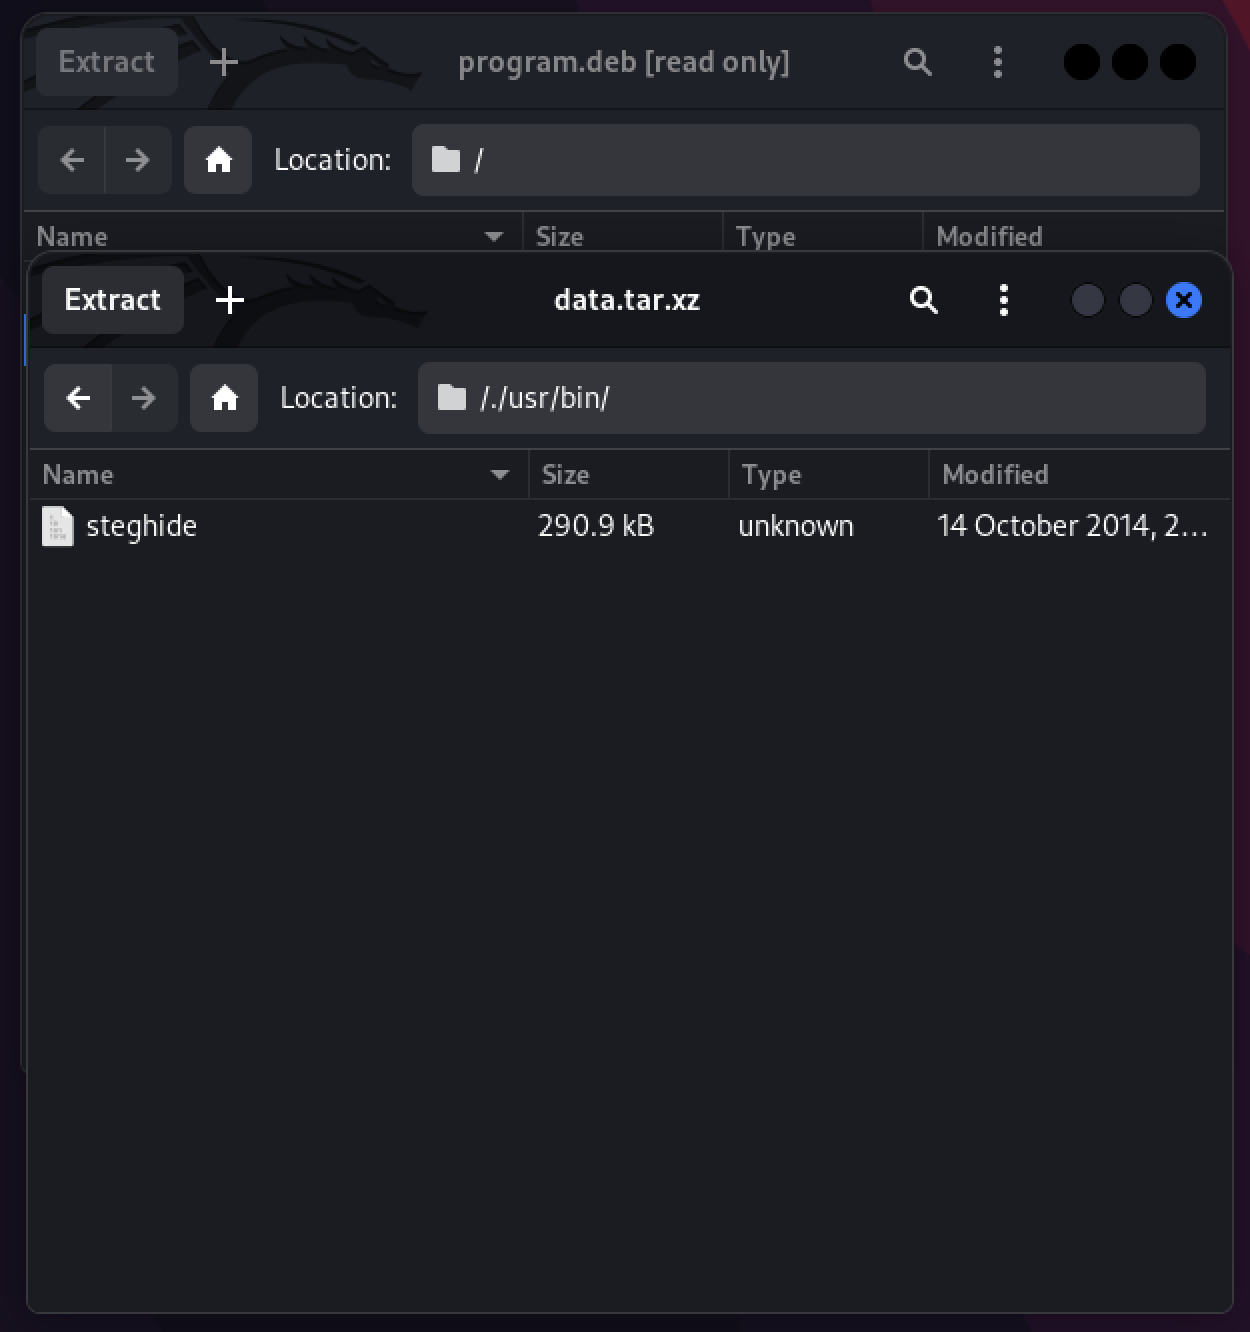 Extract program.deb [read only]
Location: /
Name Size Type Modified
Extract data.tar.xz
Location: /./usr/bin/
Name Size Type Modified
steghide 290.9 kB unknown 14 October 2014, 2...